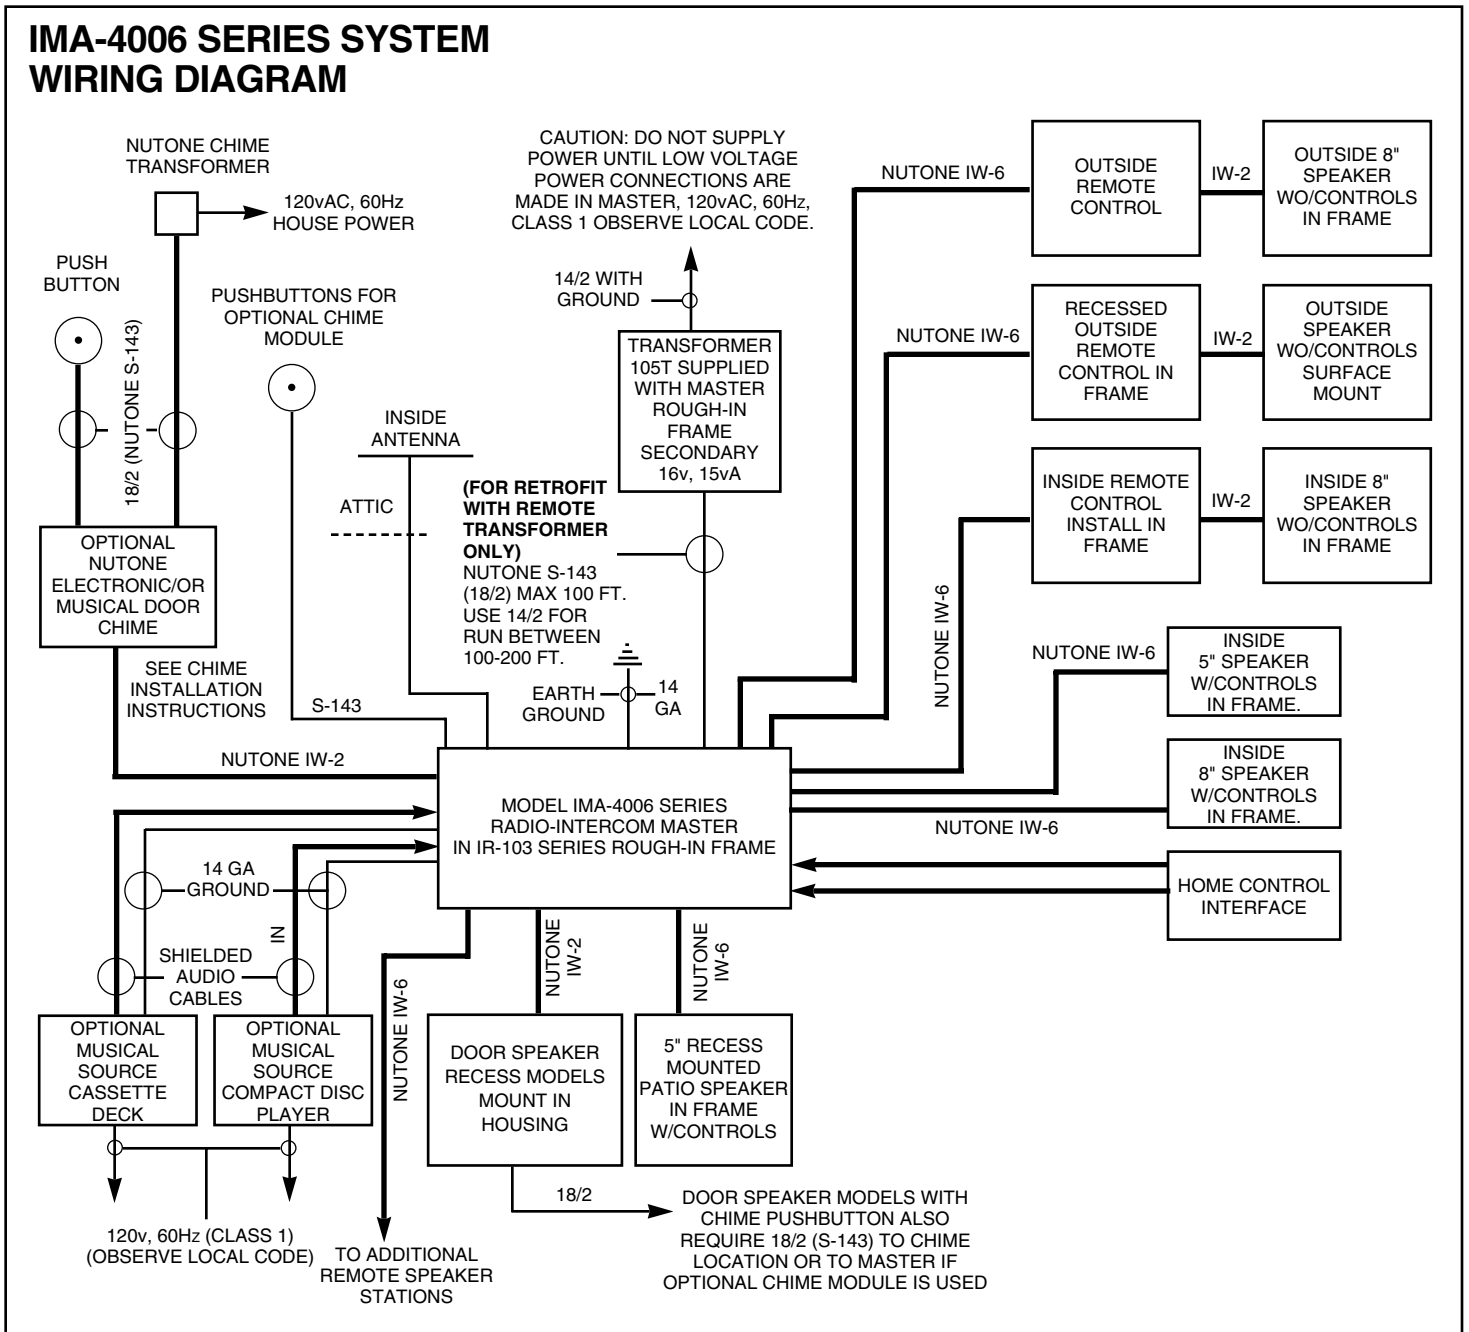 IMA-4006 SERIES SYSTEM
WIRING DIAGRAM
NUTONE CHIME
TRANSFORMER
120vAC, 60Hz
HOUSE POWER
PUSH
BUTTON
18/2 (NUTONE S-143)
PUSHBUTTONS FOR
OPTIONAL CHIME
MODULE
OPTIONAL
NUTONE
ELECTRONIC/OR
MUSICAL DOOR
CHIME
SEE CHIME
INSTALLATION
INSTRUCTIONS
S-143
NUTONE IW-2
INSIDE
ANTENNA
ATTIC
CAUTION: DO NOT SUPPLY
POWER UNTIL LOW VOLTAGE
POWER CONNECTIONS ARE
MADE IN MASTER, 120vAC, 60Hz,
CLASS 1 OBSERVE LOCAL CODE.
14/2 WITH
GROUND
TRANSFORMER
105T SUPPLIED
WITH MASTER
ROUGH-IN
FRAME
SECONDARY
16v, 15vA
(FOR RETROFIT
WITH REMOTE
TRANSFORMER
ONLY)
NUTONE S-143
(18/2) MAX 100 FT.
USE 14/2 FOR
RUN BETWEEN
100-200 FT.
EARTH
GROUND
14
GA
NUTONE IW-6
OUTSIDE
REMOTE
CONTROL
IW-2
OUTSIDE 8"
SPEAKER
WO/CONTROLS
IN FRAME
NUTONE IW-6
RECESSED
OUTSIDE
REMOTE
CONTROL IN
FRAME
IW-2
OUTSIDE
SPEAKER
WO/CONTROLS
SURFACE
MOUNT
NUTONE IW-6
INSIDE REMOTE
CONTROL
INSTALL IN
FRAME
IW-2
INSIDE 8"
SPEAKER
WO/CONTROLS
IN FRAME
NUTONE IW-6
INSIDE
5" SPEAKER
W/CONTROLS
IN FRAME.
INSIDE
8" SPEAKER
W/CONTROLS
IN FRAME.
NUTONE IW-6
HOME CONTROL
INTERFACE
MODEL IMA-4006 SERIES
RADIO-INTERCOM MASTER
IN IR-103 SERIES ROUGH-IN FRAME
14 GA
GROUND
IN
SHIELDED
AUDIO
CABLES
OPTIONAL
MUSICAL
SOURCE
CASSETTE
DECK
OPTIONAL
MUSICAL
SOURCE
COMPACT DISC
PLAYER
120v, 60Hz (CLASS 1)
(OBSERVE LOCAL CODE)
NUTONE IW-6
TO ADDITIONAL
REMOTE SPEAKER
STATIONS
NUTONE
IW-2
DOOR SPEAKER
RECESS MODELS
MOUNT IN
HOUSING
NUTONE
IW-6
5" RECESS
MOUNTED
PATIO SPEAKER
IN FRAME
W/CONTROLS
18/2
DOOR SPEAKER MODELS WITH
CHIME PUSHBUTTON ALSO
REQUIRE 18/2 (S-143) TO CHIME
LOCATION OR TO MASTER IF
OPTIONAL CHIME MODULE IS USED